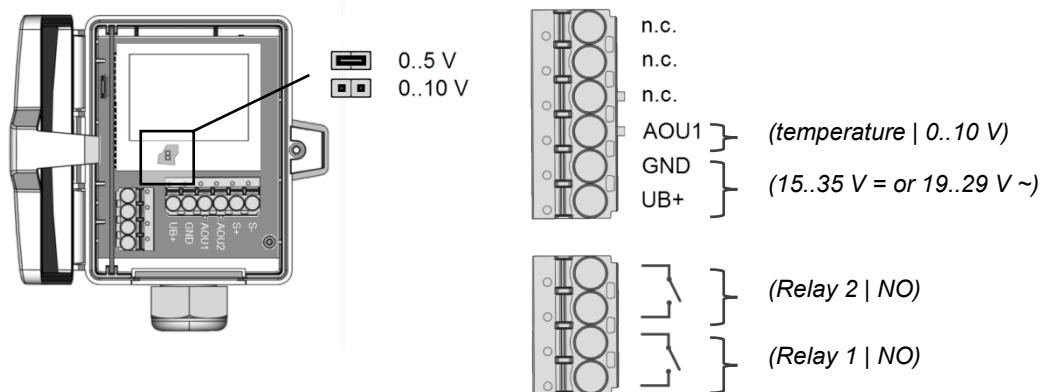 0..5 V
0..10 V
UB+
GND
AOU1
AOU2
S+
S-
n.c.
n.c.
n.c.
AOU1 (temperature | 0..10 V)
GND
(15..35 V = or 19..29 V ~)
UB+
(Relay 2 | NO)
(Relay 1 | NO)